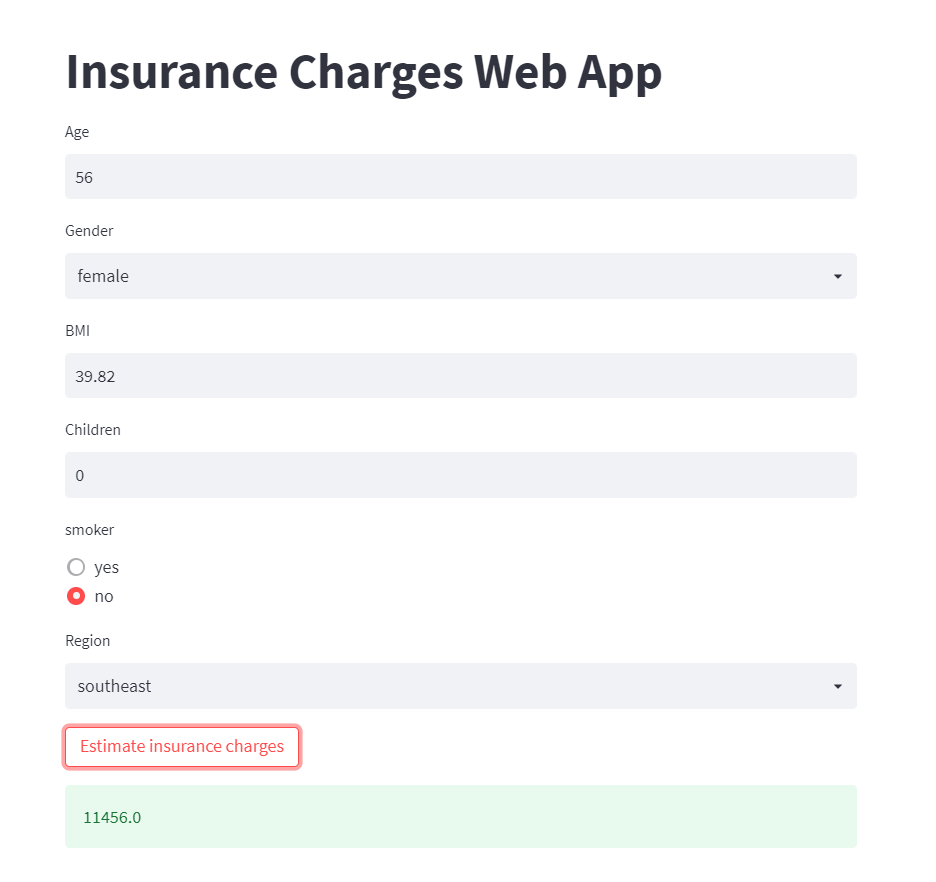 Insurance Charges Web App
Age
56
Gender
female
BMI
39.82
Children
0
smoker
yes
no
Region
southeast
Estimate insurance charges
11456.0